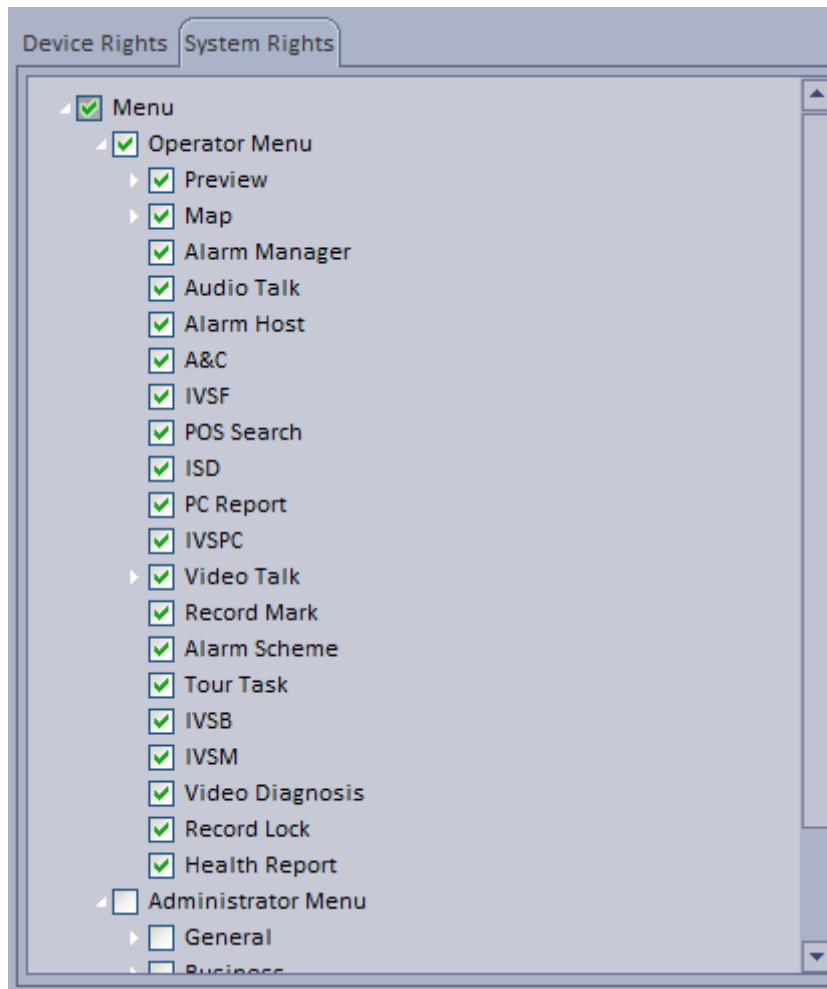 Device Rights System Rights
Menu
Operator Menu
Preview
Map
Alarm Manager
Audio Talk
Alarm Host
A&C
IVSF
POS Search
ISD
PC Report
IVSPC
Video Talk
Record Mark
Alarm Scheme
Tour Task
IVSB
IVSM
Video Diagnosis
Record Lock
Health Report
Administrator Menu
General
Business